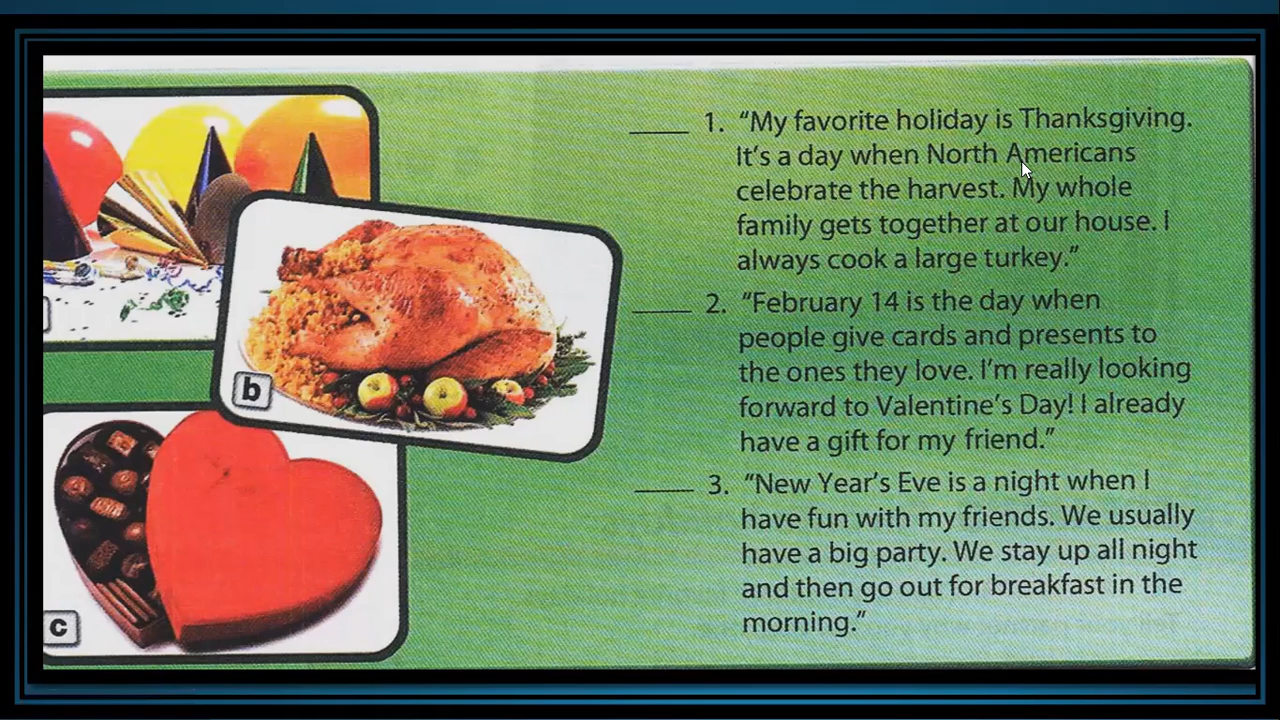 ____ 1. “My favorite holiday is Thanksgiving.
It’s a day when North Americans
celebrate the harvest. My whole
family gets together at our house. I
always cook a large turkey.”
____ 2. “February 14 is the day when
people give cards and presents to
the ones they love. I’m really looking
forward to Valentine’s Day! I already
have a gift for my friend.”
____ 3. “New Year’s Eve is a night when I
have fun with my friends. We usually
have a big party. We stay up all night
and then go out for breakfast in the
morning.”
b
c